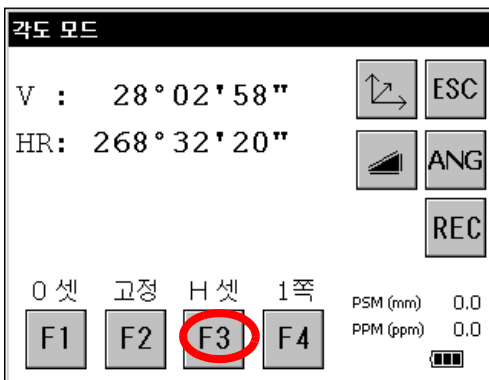 각도 모드
V : 28°02'58"
HR: 268°32'20"
ESC
ANG
REC
0 셋 고정 H 셋 1쪽
F1 F2 F3 F4
PSM (mm) 0.0
PPM (ppm) 0.0